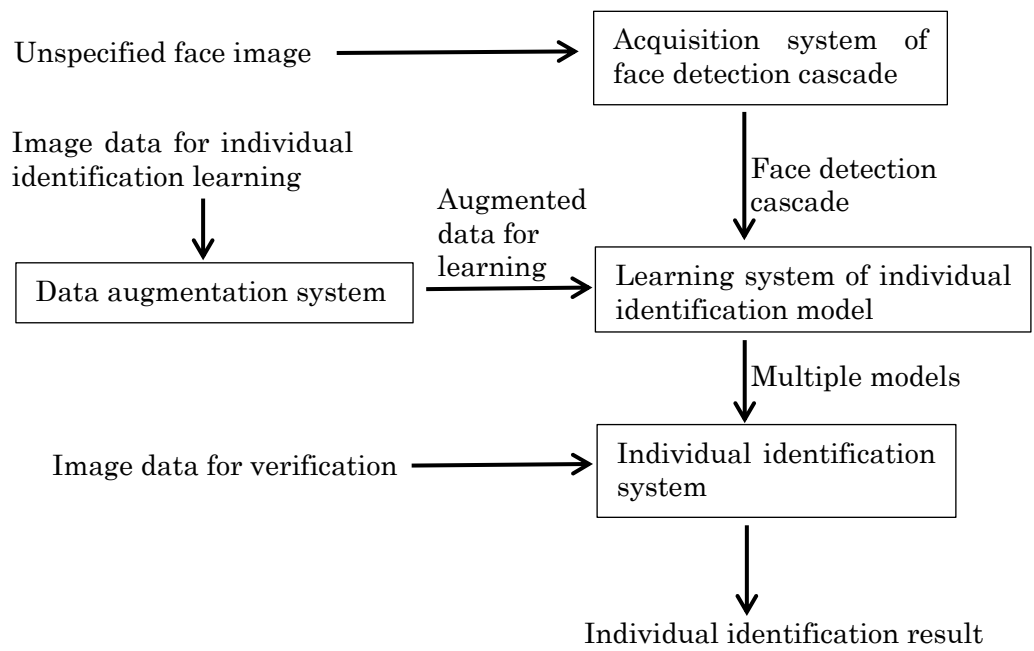 Unspecified face image
Acquisition system of
face detection cascade
Image data for individual
identification learning
Face detection
cascade
Augmented
data for
learning
Data augmentation system
Learning system of individual
identification model
Multiple models
Image data for verification
Individual identification
system
Individual identification result